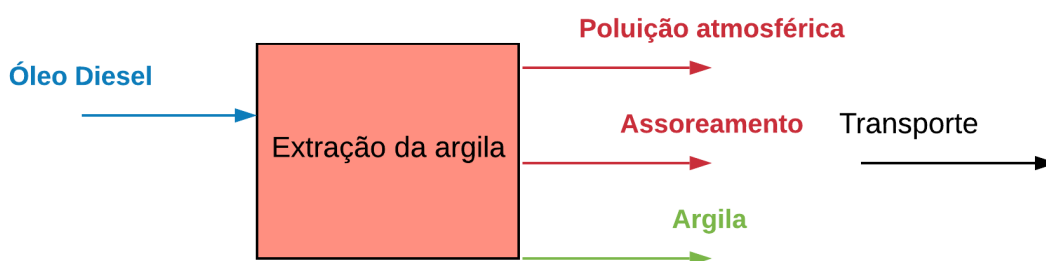 Poluição atmosférica
Óleo Diesel
Assoreamento
Transporte
Extração da argila
Argila